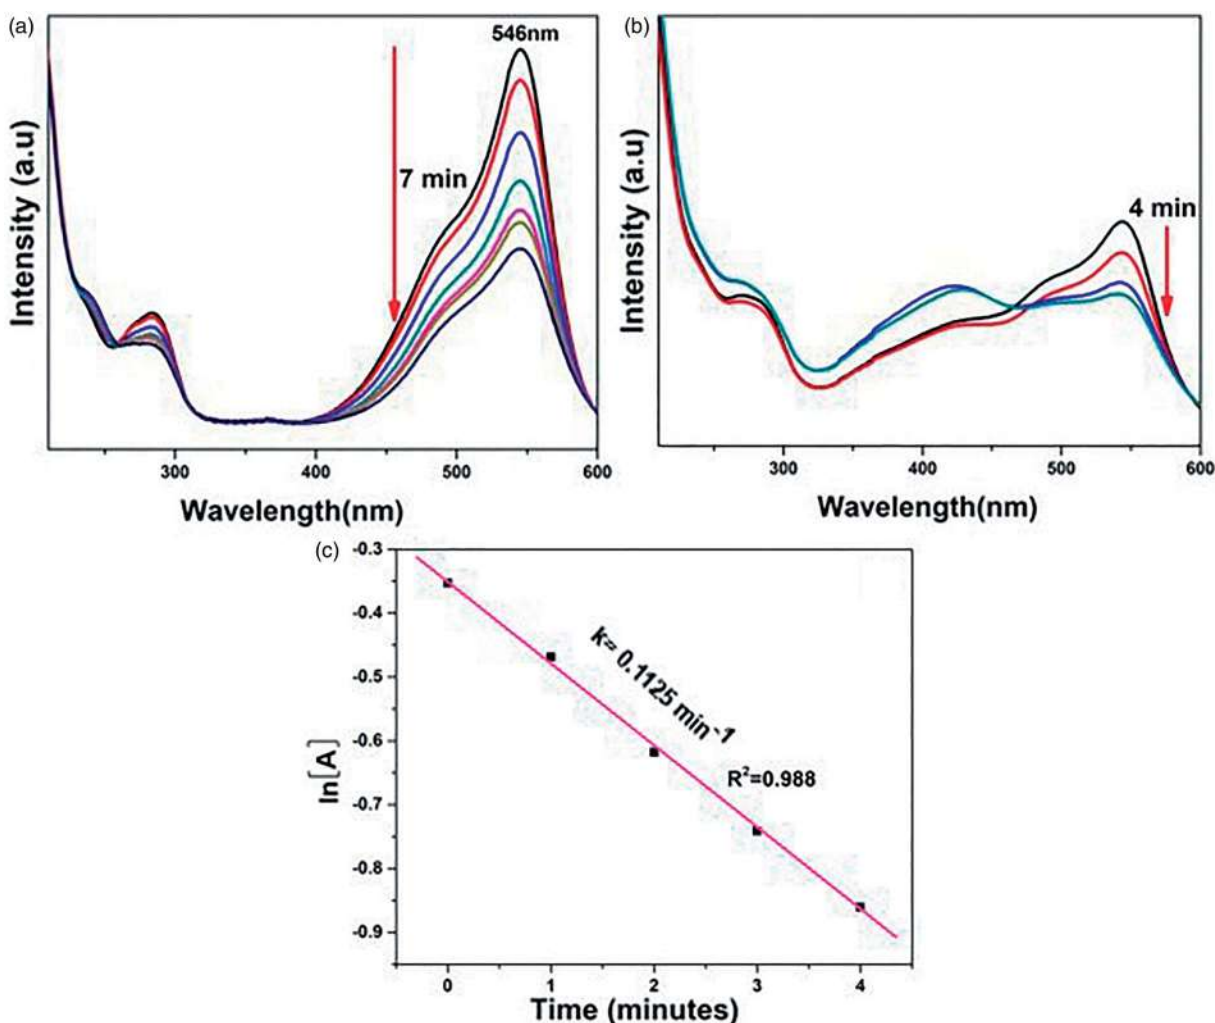 (a)
546nm
7 min
Intensity (a.u)
300
400
500
600
Wavelength(nm)
(b)
4 min
Intensity (a.u)
300
400
500
600
Wavelength(nm)
(c)
-0.3
-0.4
-0.5
-0.6
-0.7
-0.8
-0.9
ln[A]
k= 0.1125 min⁻¹
R²=0.988
0
1
2
3
4
Time (minutes)